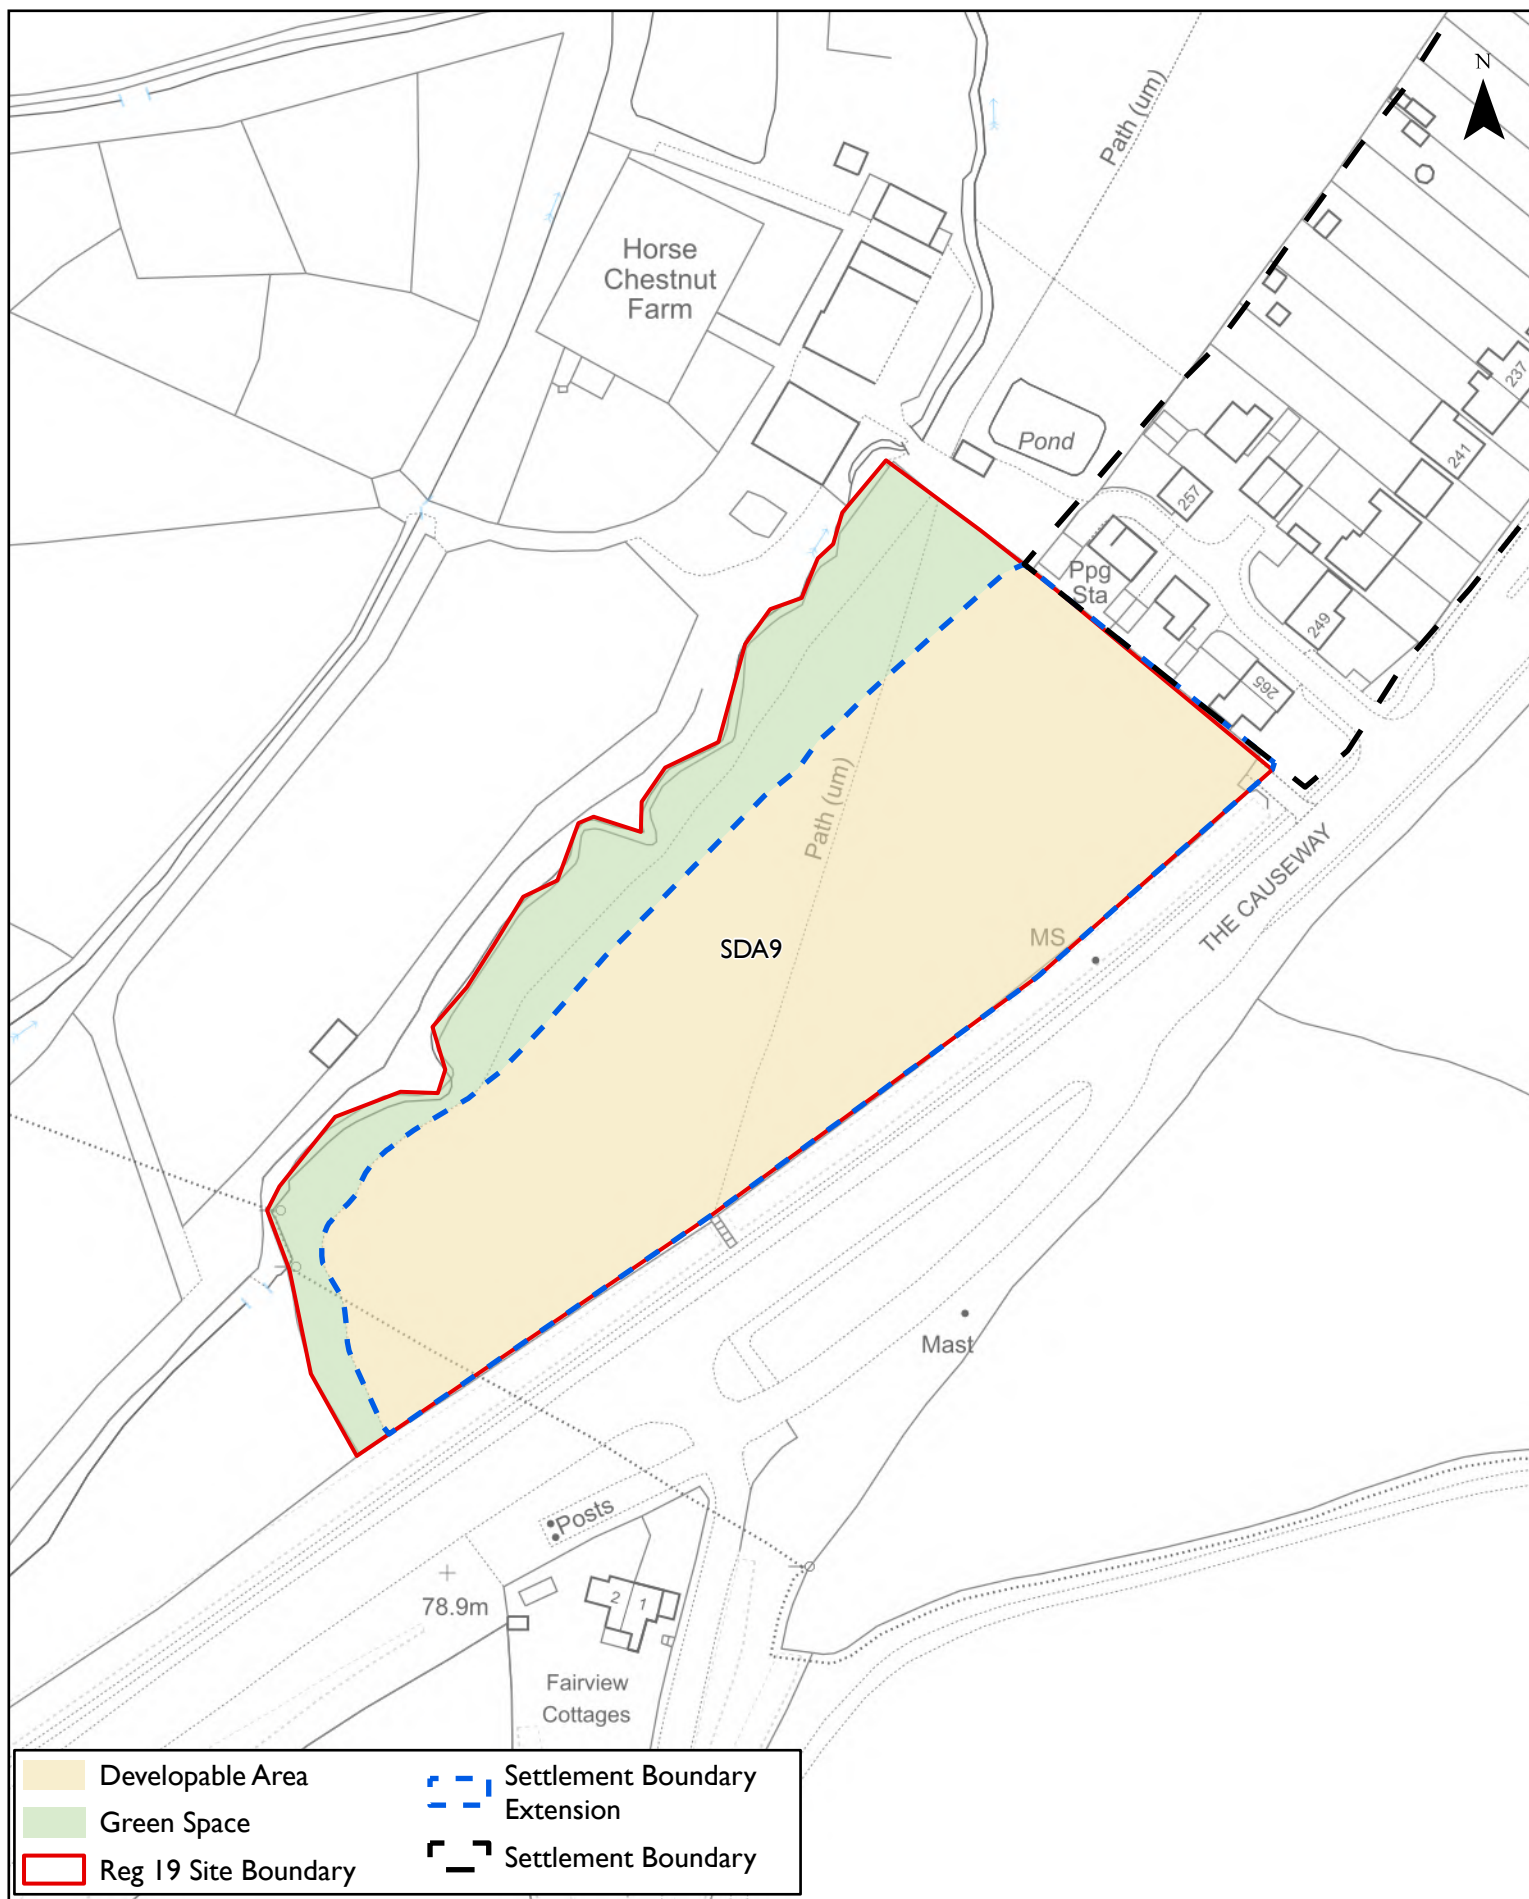 N
Path (um)
Horse
Chestnut
Farm
237
Pond
241
257
Ppg
Sta
249
265
Path (um)
THE CAUSEWAY
MS
SDA9
Mast
Posts
2
1
78.9m
Fairview
Cottages
Developable Area
Green Space
Reg 19 Site Boundary
Settlement Boundary
Extension
Settlement Boundary